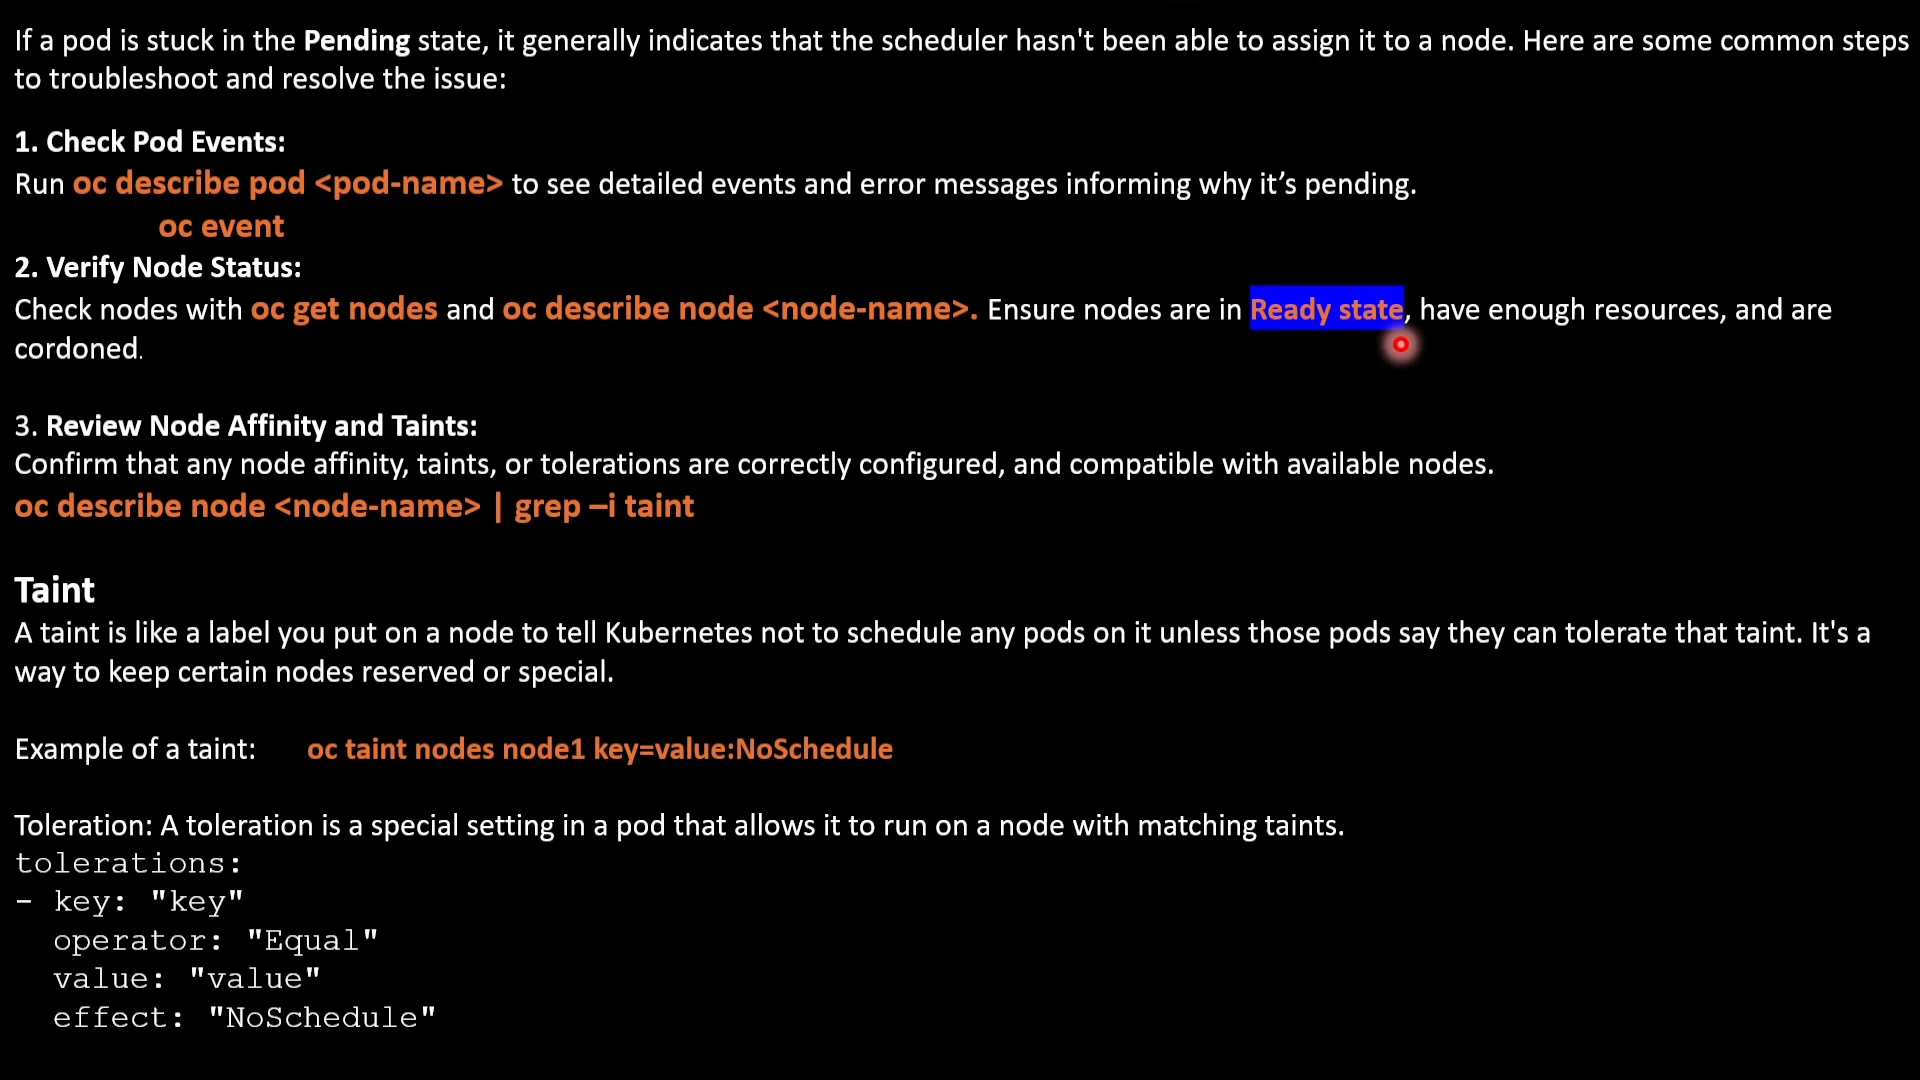 If a pod is stuck in the Pending state, it generally indicates that the scheduler hasn't been able to assign it to a node. Here are some common steps
to troubleshoot and resolve the issue:
1. Check Pod Events:
Run oc describe pod <pod-name> to see detailed events and error messages informing why it’s pending.
oc event
2. Verify Node Status:
Check nodes with oc get nodes and oc describe node <node-name>. Ensure nodes are in Ready state, have enough resources, and are
cordoned.
3. Review Node Affinity and Taints:
Confirm that any node affinity, taints, or tolerations are correctly configured, and compatible with available nodes.
oc describe node <node-name> | grep –i taint
Taint
A taint is like a label you put on a node to tell Kubernetes not to schedule any pods on it unless those pods say they can tolerate that taint. It's a
way to keep certain nodes reserved or special.
Example of a taint: oc taint nodes node1 key=value:NoSchedule
Toleration: A toleration is a special setting in a pod that allows it to run on a node with matching taints.
tolerations:
- key: "key"
  operator: "Equal"
  value: "value"
  effect: "NoSchedule"